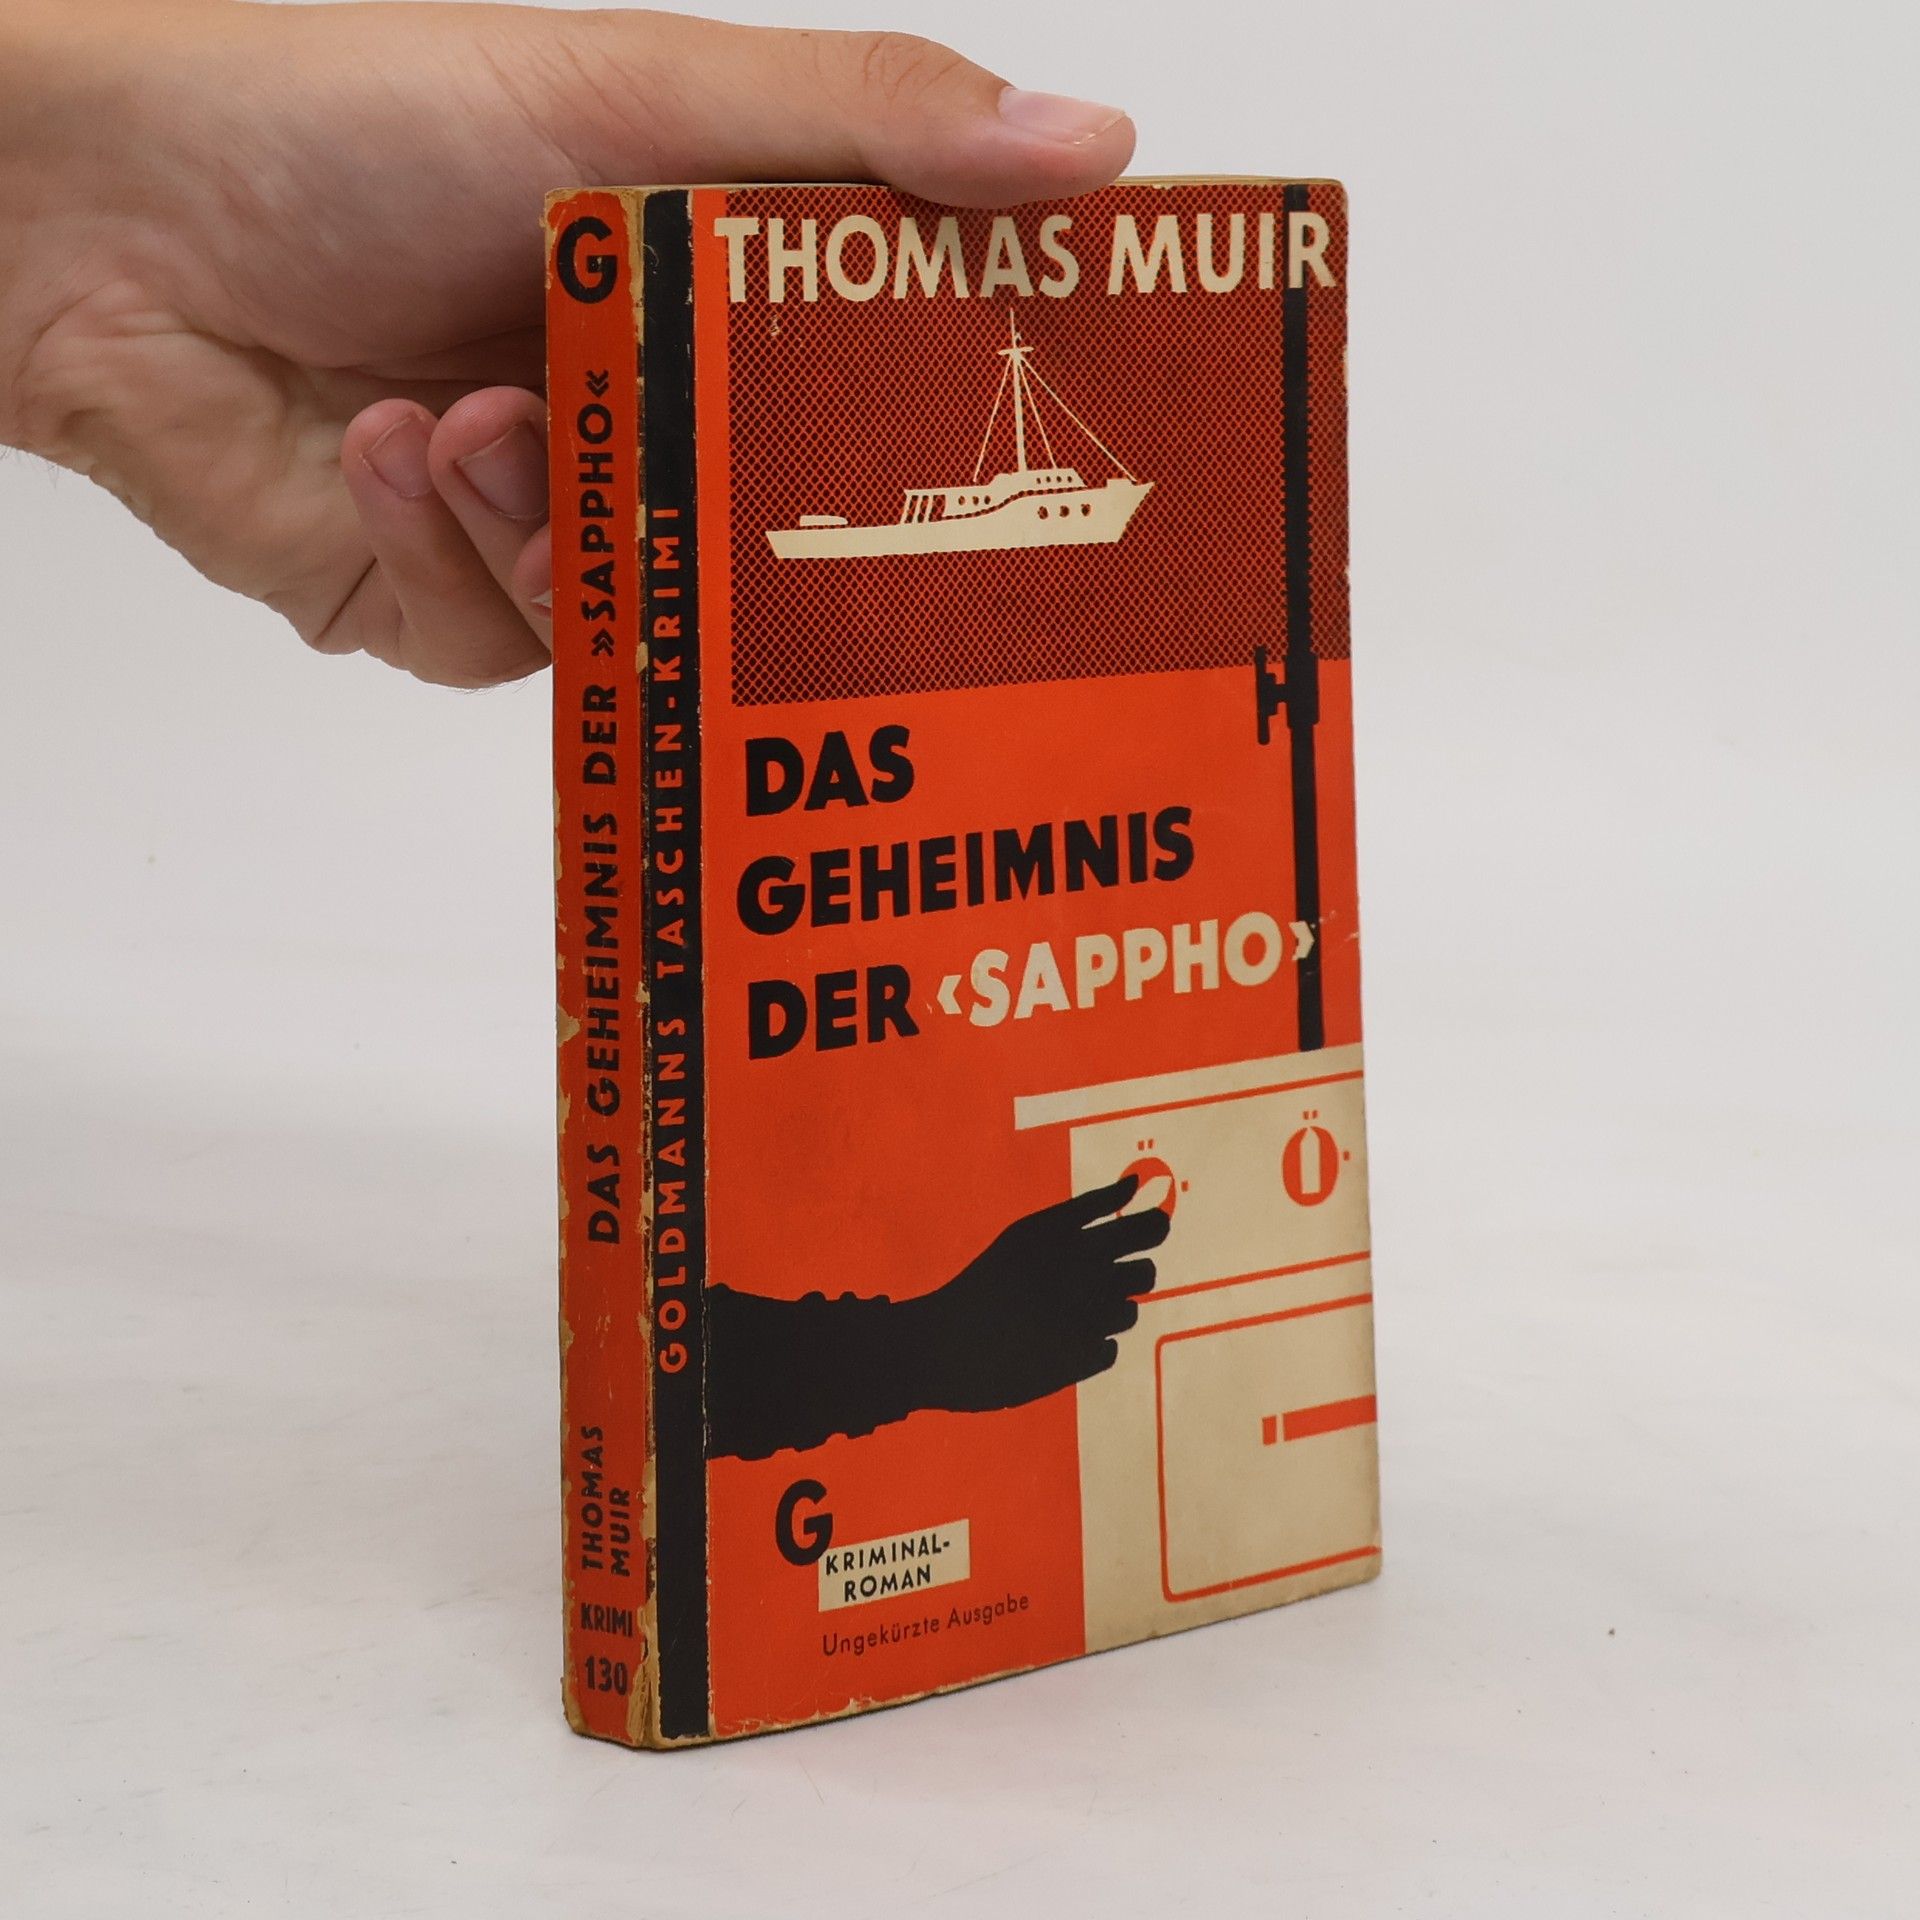 THOMAS MUIR
DAS
GEHEIMNIS
DER ‹SAPPHO›
G
KRIMINAL-
ROMAN
Ungekürzte Ausgabe
GOLDMANNS TASCHEN-KRIMI
G
DAS GEHEIMNIS DER »SAPPHO«
THOMAS
MUIR
KRIMI
130